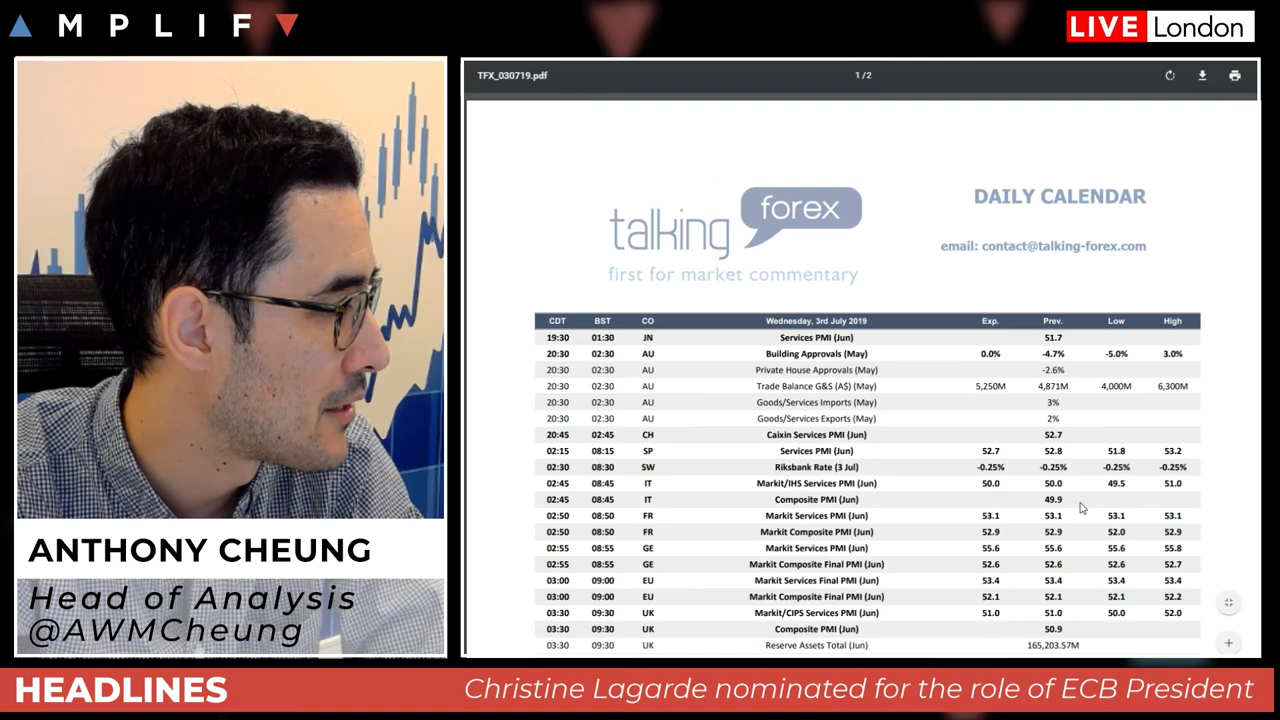 AMPLIFY
LIVE London
TFX_030719.pdf 1 / 2
talking forex
first for market commentary
DAILY CALENDAR
email: contact@talking-forex.com
CDT BST CO Wednesday, 3rd July 2019 Exp. Prev. Low High
19:30 01:30 JN Services PMI (Jun) 51.7
20:30 02:30 AU Building Approvals (May) 0.0% -4.7% -5.0% 3.0%
20:30 02:30 AU Private House Approvals (May) -2.6%
20:30 02:30 AU Trade Balance G&S (A$) (May) 5,250M 4,871M 4,000M 6,300M
20:30 02:30 AU Goods/Services Imports (May) 3%
20:30 02:30 AU Goods/Services Exports (May) 2%
20:45 02:45 CH Caixin Services PMI (Jun) 52.7
02:15 08:15 SP Services PMI (Jun) 52.7 52.8 51.8 53.2
02:30 08:30 SW Riksbank Rate (3 Jul) -0.25% -0.25% -0.25% -0.25%
02:45 08:45 IT Markit/IHS Services PMI (Jun) 50.0 50.0 49.5 51.0
02:45 08:45 IT Composite PMI (Jun) 49.9
02:50 08:50 FR Markit Services PMI (Jun) 53.1 53.1 53.1 53.1
02:50 08:50 FR Markit Composite PMI (Jun) 52.9 52.9 52.0 52.9
02:55 08:55 GE Markit Services PMI (Jun) 55.6 55.6 55.6 55.8
02:55 08:55 GE Markit Composite Final PMI (Jun) 52.6 52.6 52.6 52.7
03:00 09:00 EU Markit Services Final PMI (Jun) 53.4 53.4 53.4 53.4
03:00 09:00 EU Markit Composite Final PMI (Jun) 52.1 52.1 52.1 52.2
03:30 09:30 UK Markit/CIPS Services PMI (Jun) 51.0 51.0 50.0 52.0
03:30 09:30 UK Composite PMI (Jun) 50.9
03:30 09:30 UK Reserve Assets Total (Jun) 165,203.57M
ANTHONY CHEUNG
Head of Analysis
@AWMCheung
HEADLINES Christine Lagarde nominated for the role of ECB President